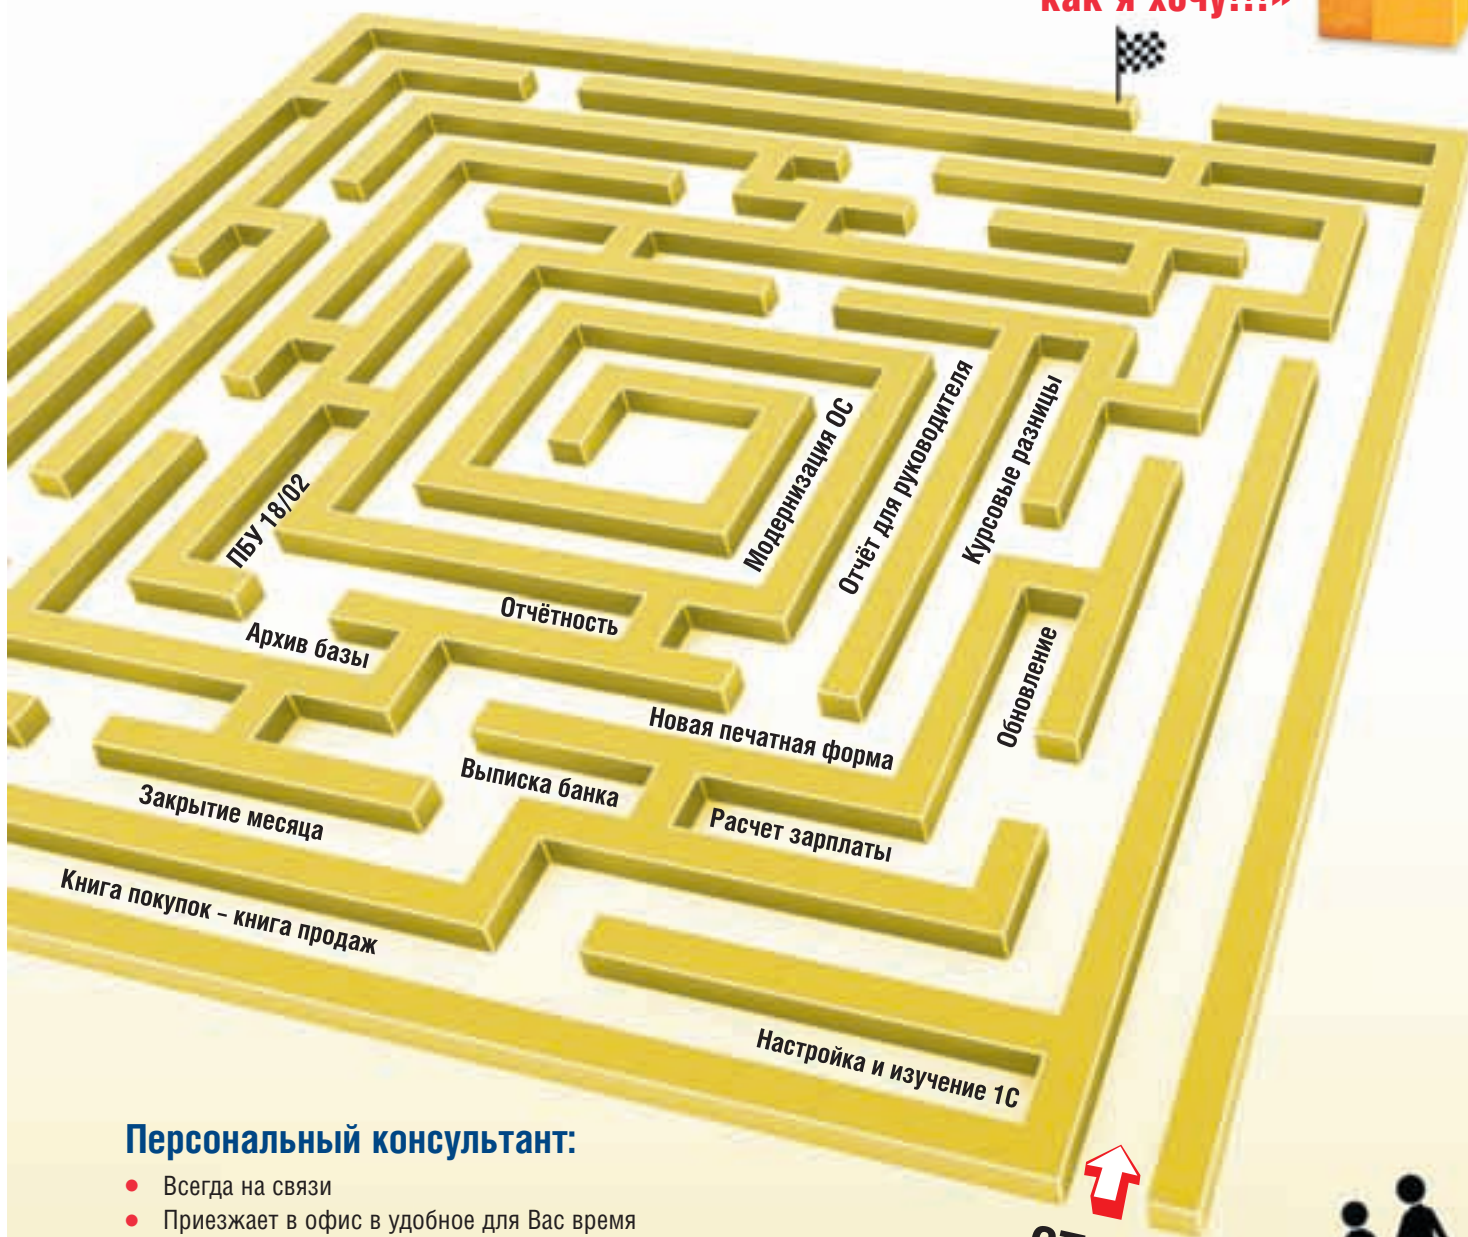 как я хочу!!!»
Модернизация ОС
Отчёт для руководителя
Курсовые разницы
ПБУ 18/02
Отчётность
Архив базы
Обновление
Новая печатная форма
Выписка банка
Закрытие месяца
Расчет зарплаты
Книга покупок – книга продаж
Настройка и изучение 1С
Персональный консультант:
• Всегда на связи
• Приезжает в офис в удобное для Вас время